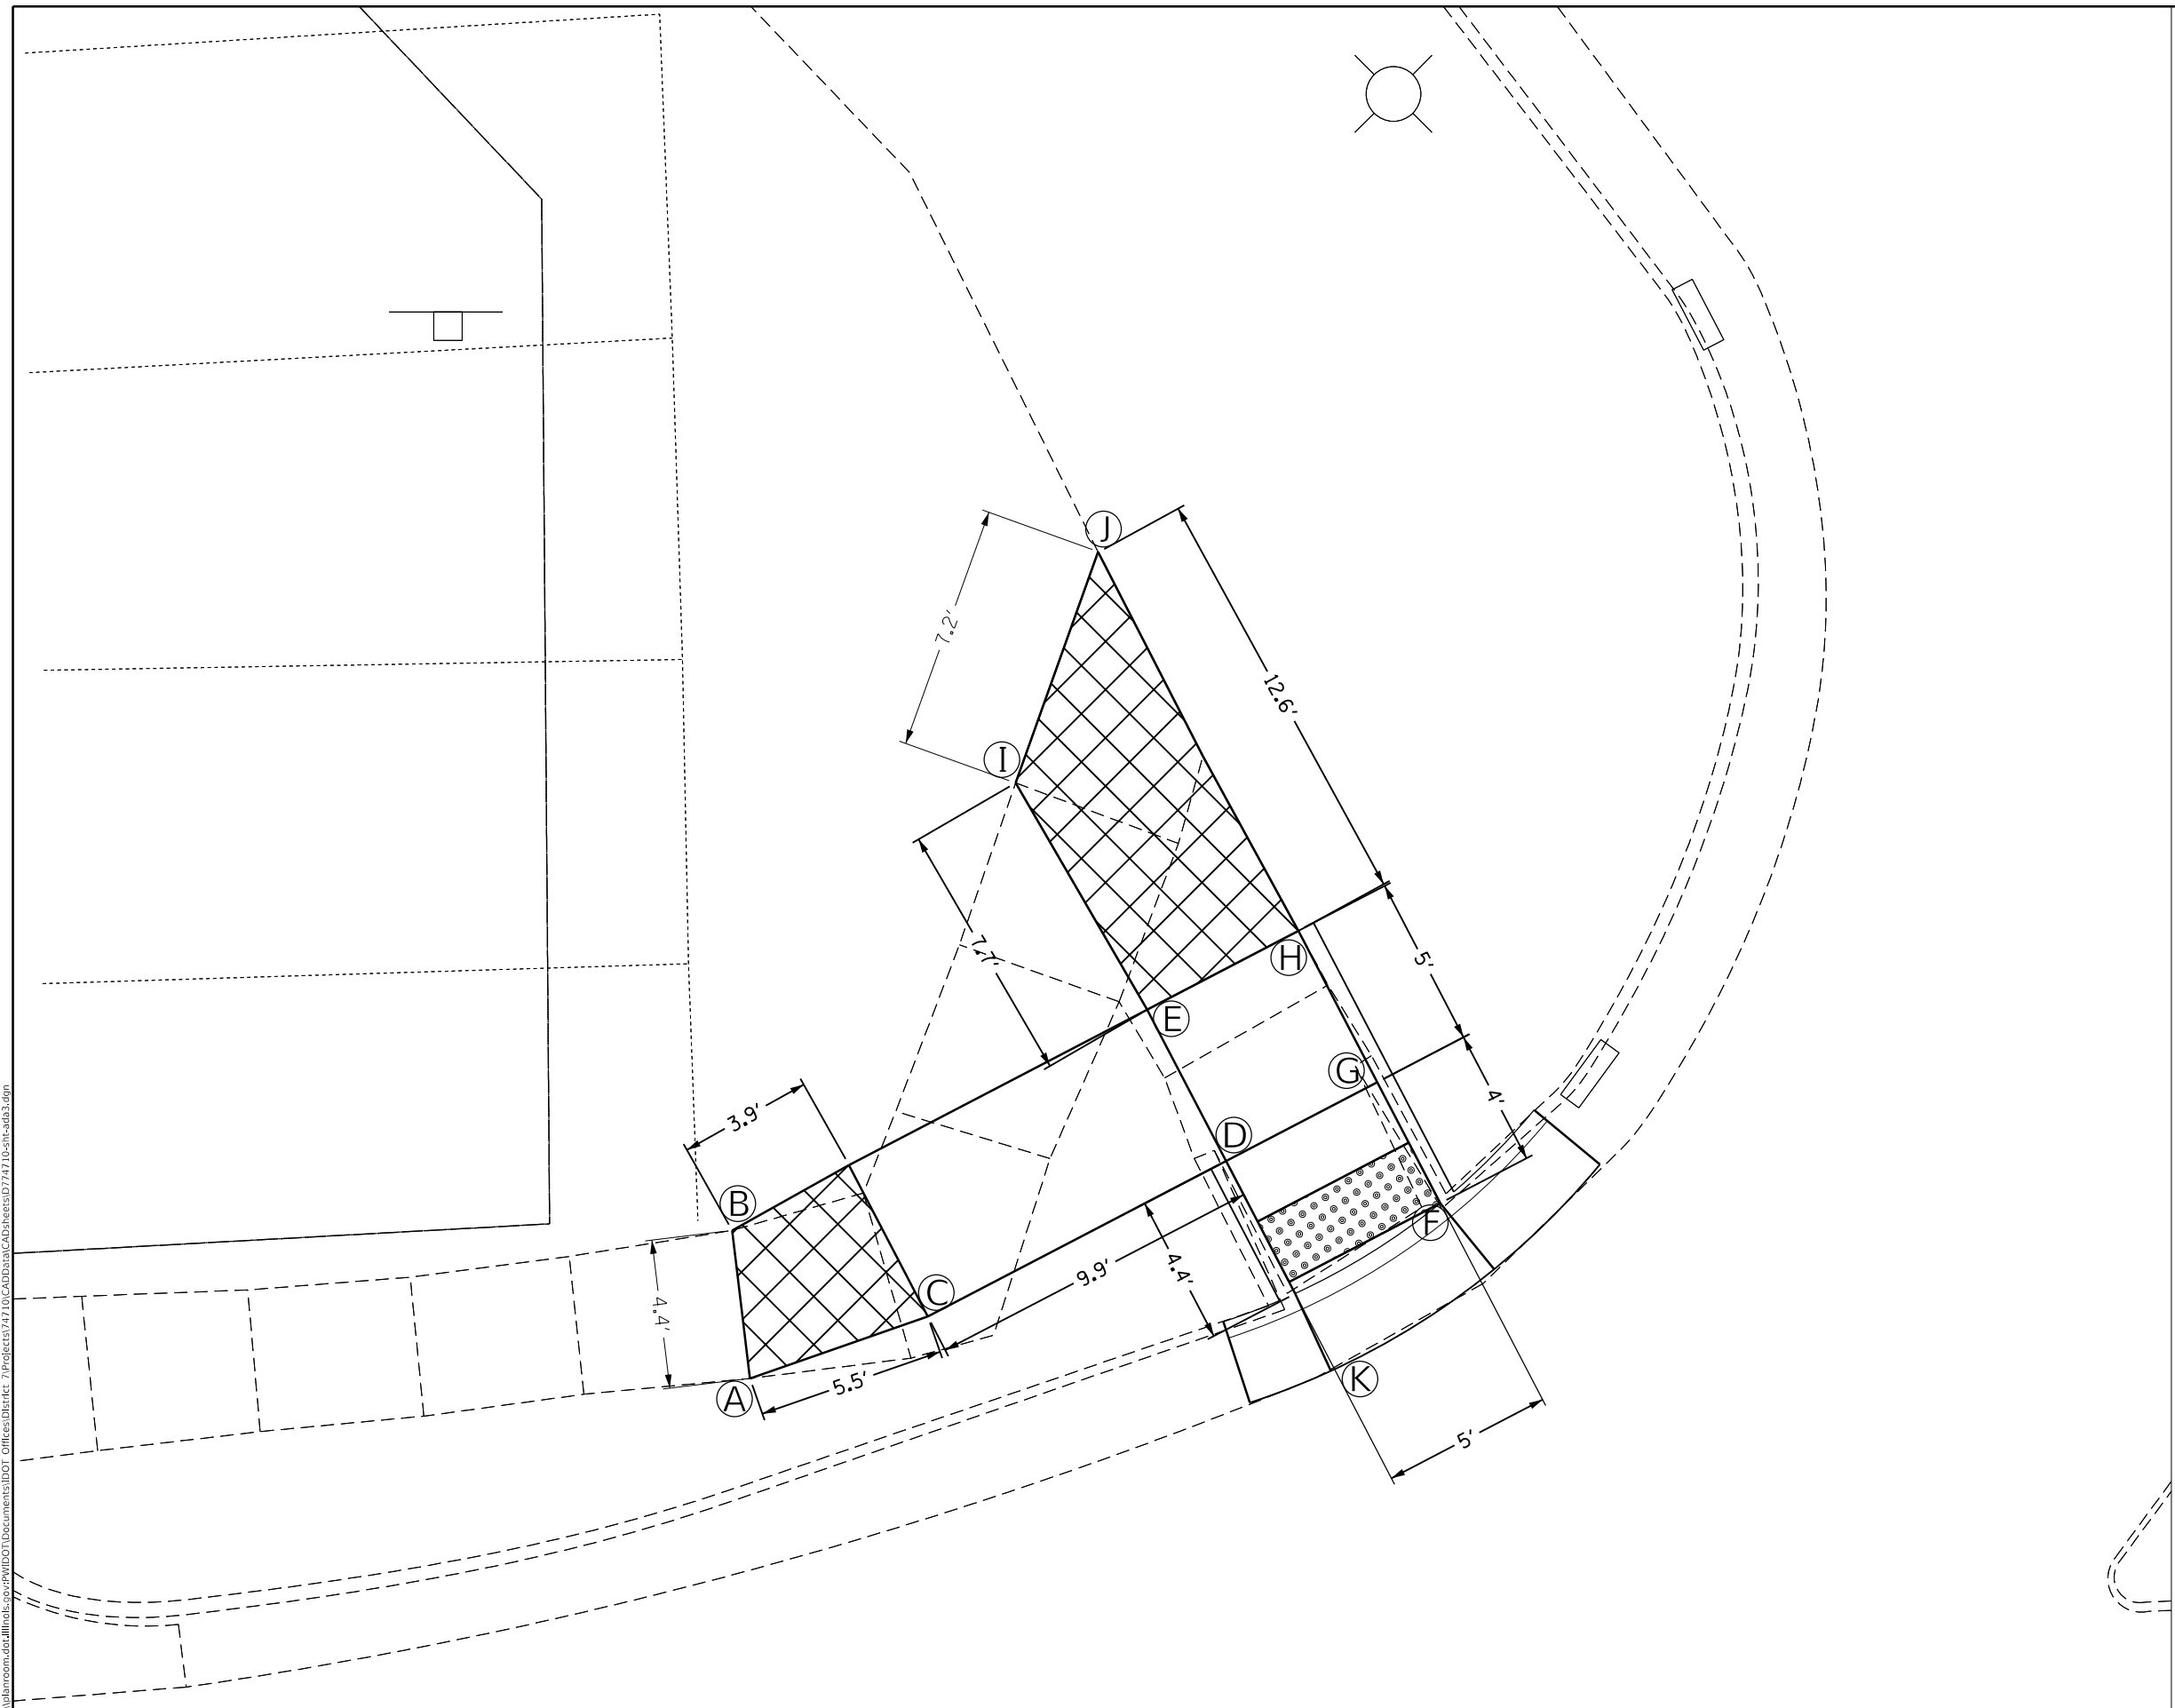 J
7.2'
12.6'
I
7.7'
5'
H
E
G
4'
3.9'
D
B
F
4.4'
C
9.9'
4.4'
5.5'
A
K
5'
\planroom.dot.illinois.gov:PWIDOT\Documents\IDOT Offices\District 7\Projects\74710\CADData\CADsheets\D774710-sht-ada3.dgn